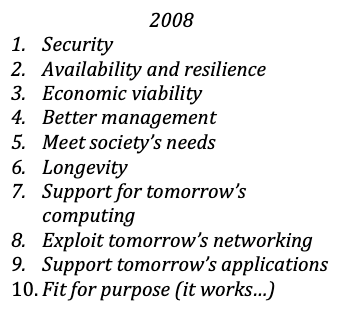 2008
1. Security
2. Availability and resilience
3. Economic viability
4. Better management
5. Meet society’s needs
6. Longevity
7. Support for tomorrow’s
computing
8. Exploit tomorrow’s networking
9. Support tomorrow’s applications
10. Fit for purpose (it works…)